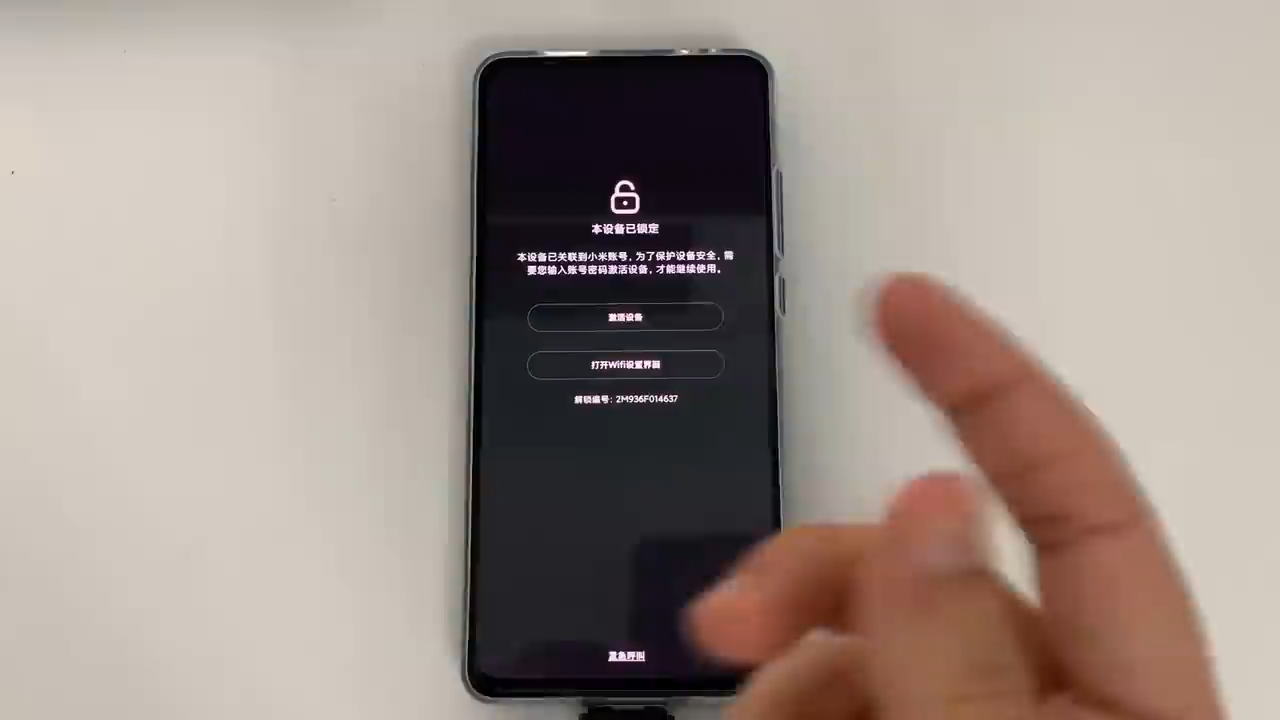 本设备已锁定
本设备已关联到小米账号，为了保护设备安全，需
要您输入账号密码激活设备，才能继续使用。
激活设备
打开Wifi设置界面
解锁编号：2M936F014637
紧急呼叫